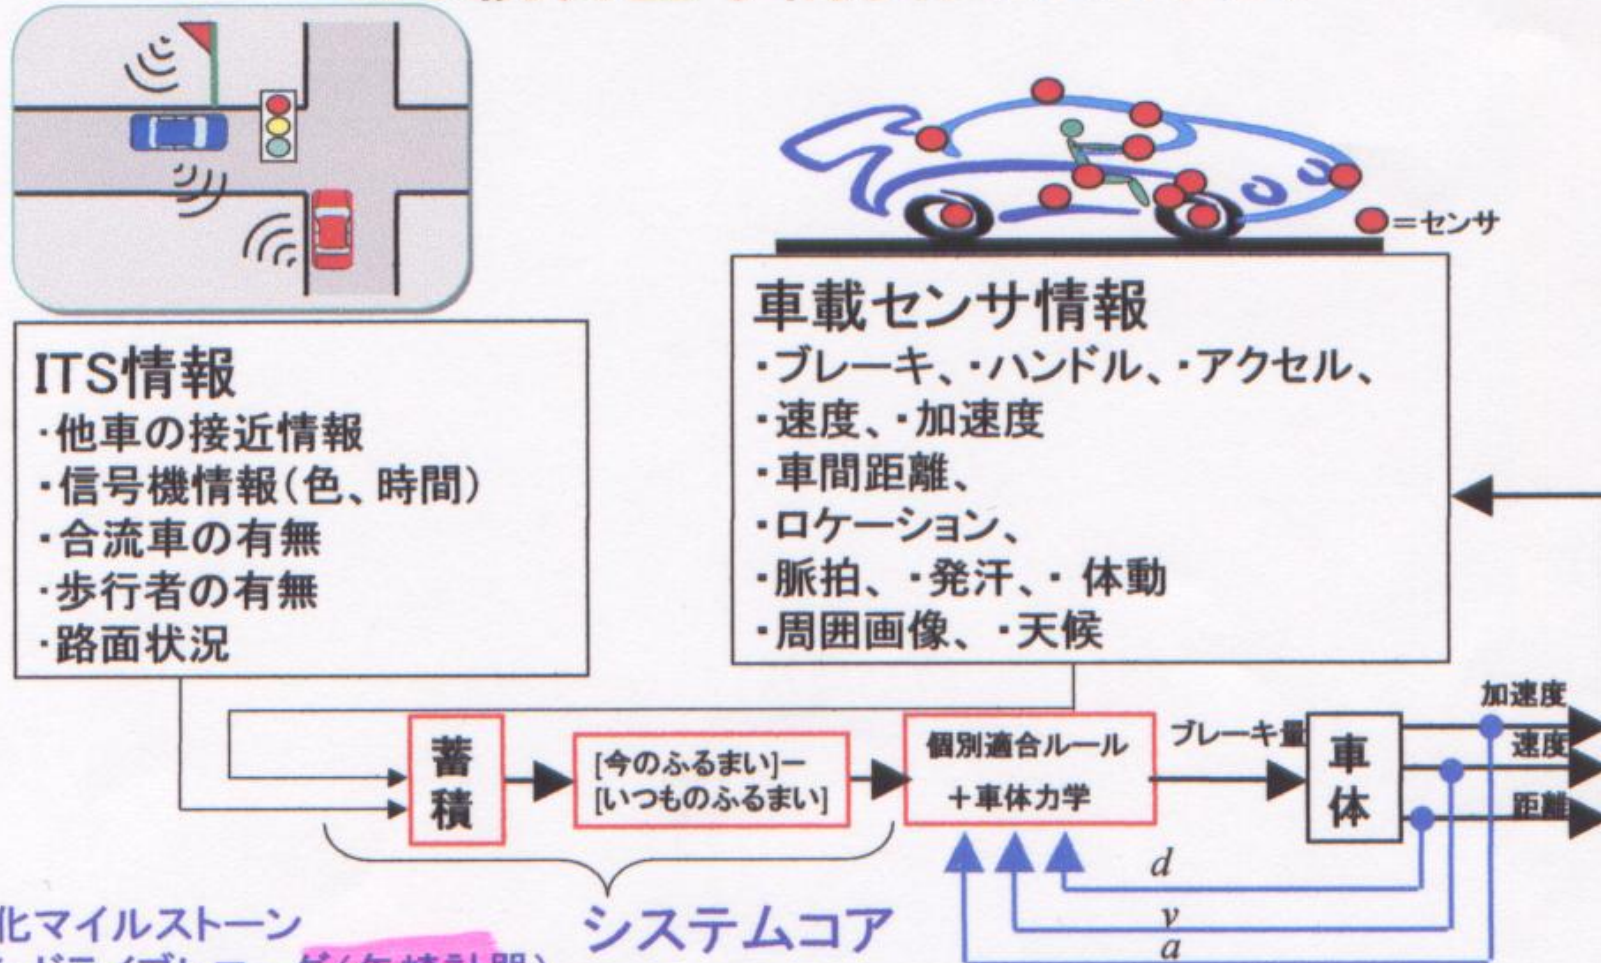 =センサ
ITS情報
・他車の接近情報
・信号機情報(色、時間)
・合流車の有無
・歩行者の有無
・路面状況
車載センサ情報
・ブレーキ、・ハンドル、・アクセル、
・速度、・加速度
・車間距離、
・ロケーション、
・脈拍、・発汗、・体動
・周囲画像、・天候
蓄積
[今のふるまい]ー
[いつものふるまい]
個別適合ルール
+車体力学
ブレーキ量
車体
加速度
速度
距離
d
v
a
システムコア
化マイルストーン